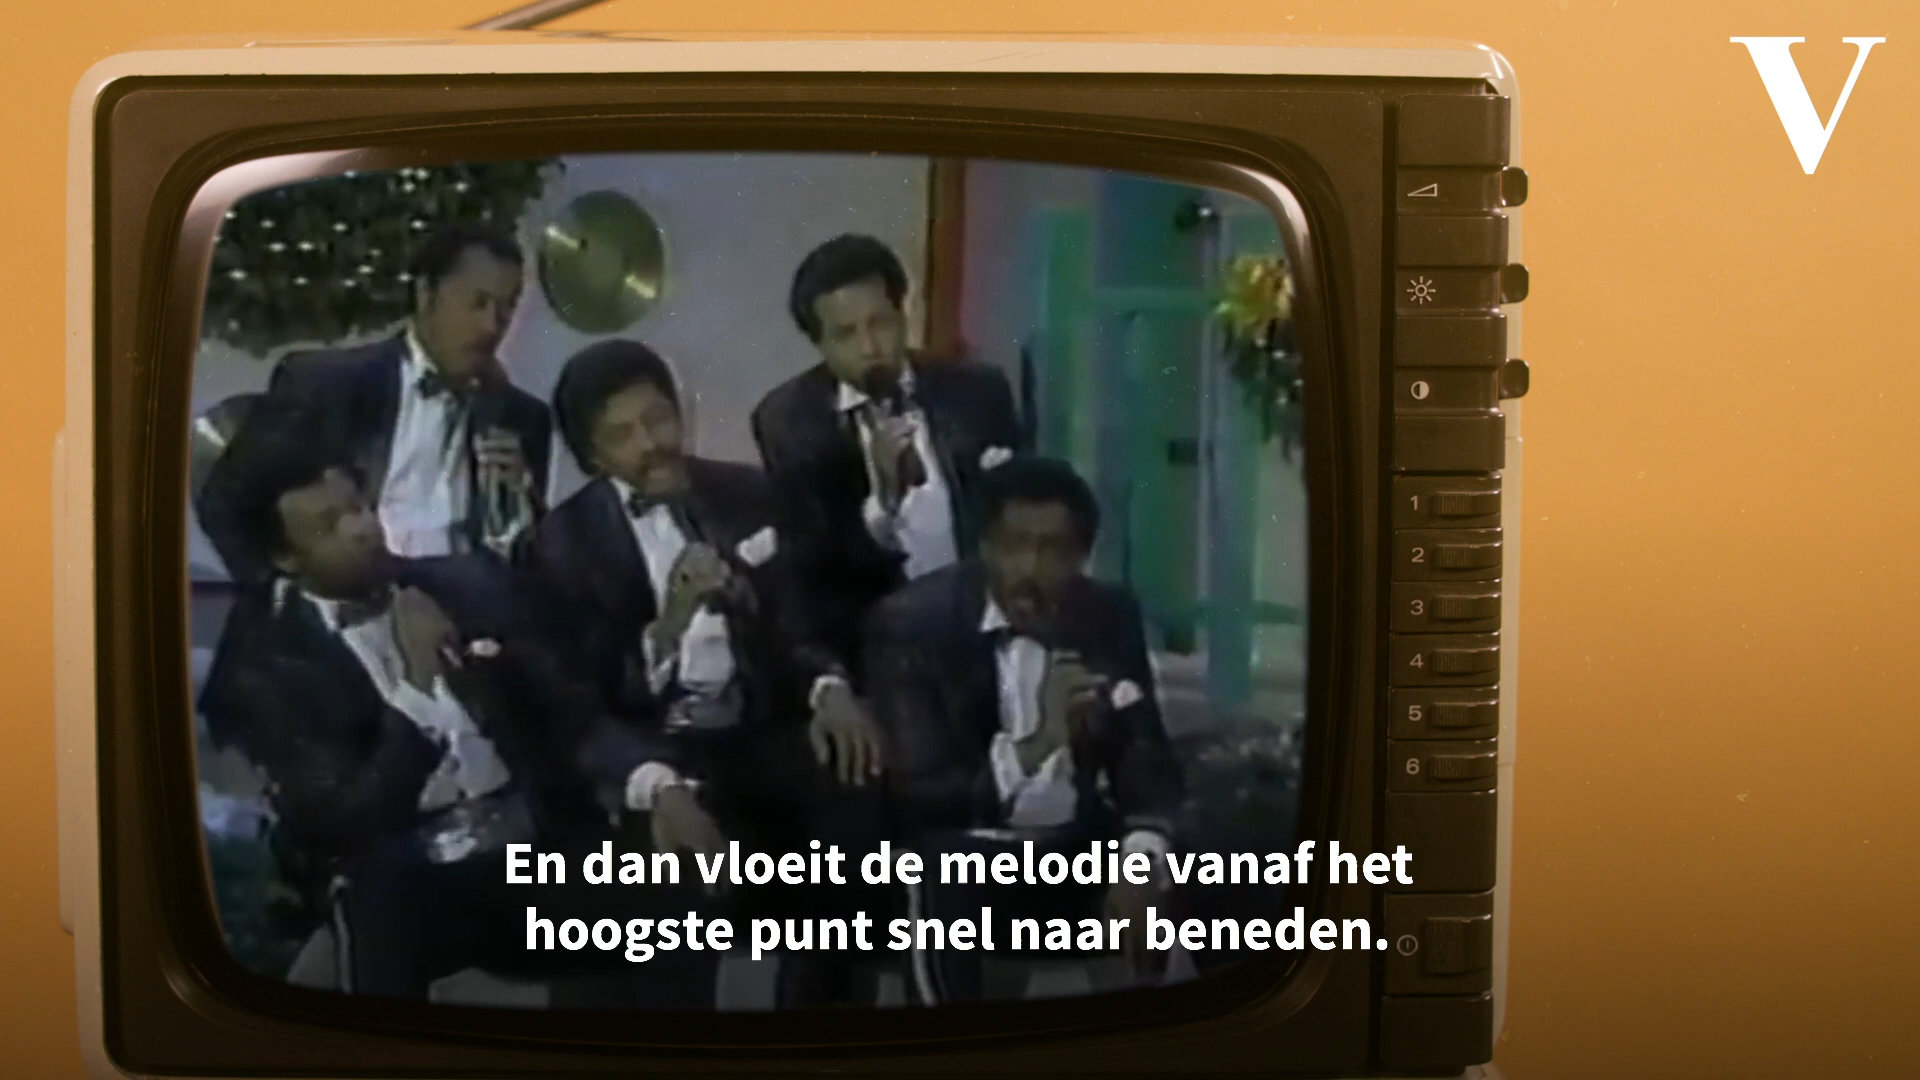 V
1
2
3
4
5
6
En dan vloeit de melodie vanaf het
hoogste punt snel naar beneden.